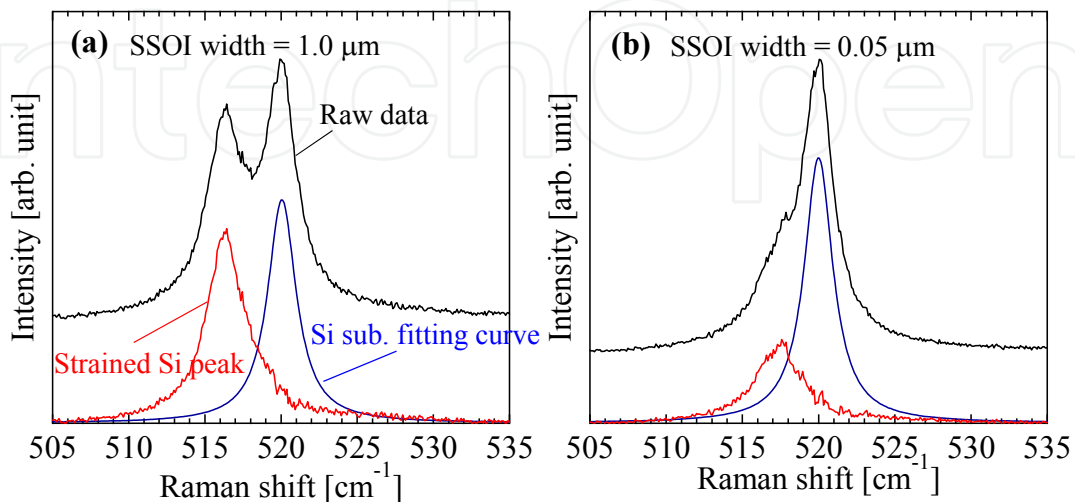 ntechOpen
(a) SSOI width = 1.0 μm
Raw data
Strained Si peak
Si sub. fitting curve
Intensity [arb. unit]
505 510 515 520 525 530 535
Raman shift [cm⁻¹]
(b) SSOI width = 0.05 μm
Intensity [arb. unit]
505 510 515 520 525 530 535
Raman shift [cm⁻¹]